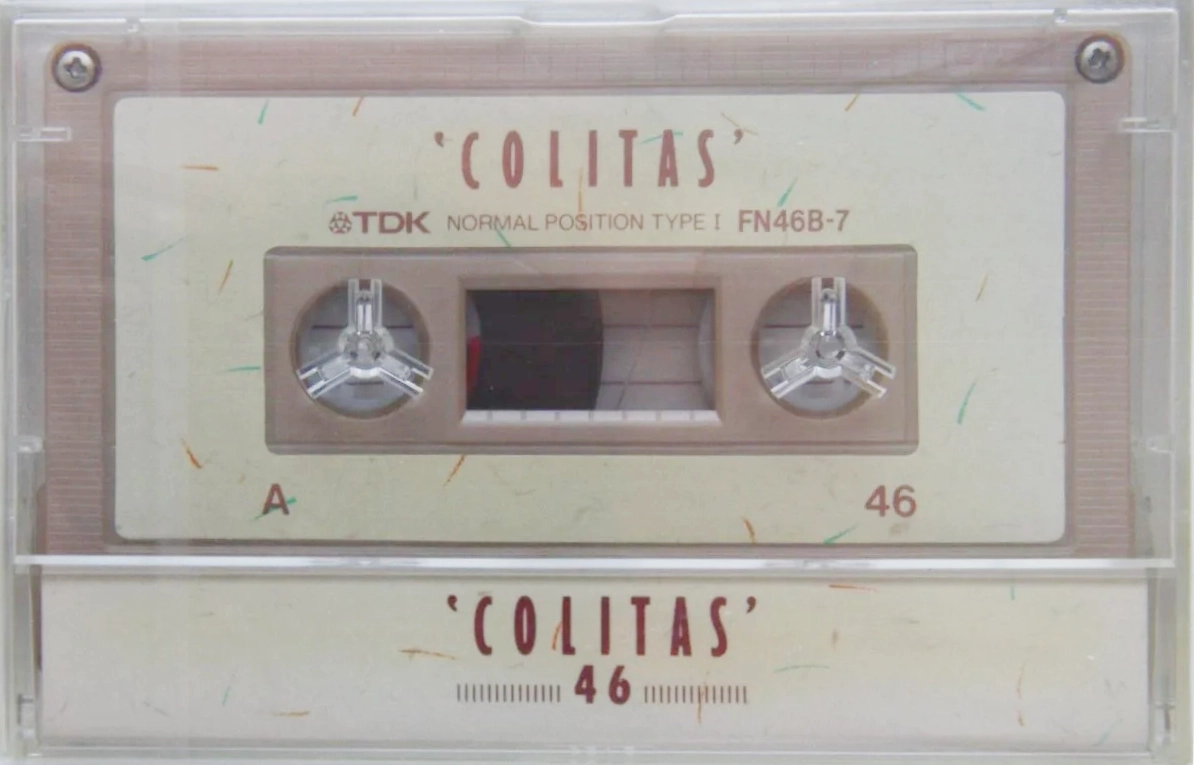 ‛COLITAS’
TDK NORMAL POSITION TYPE I FN46B-7
A 46
‛COLITAS’
46